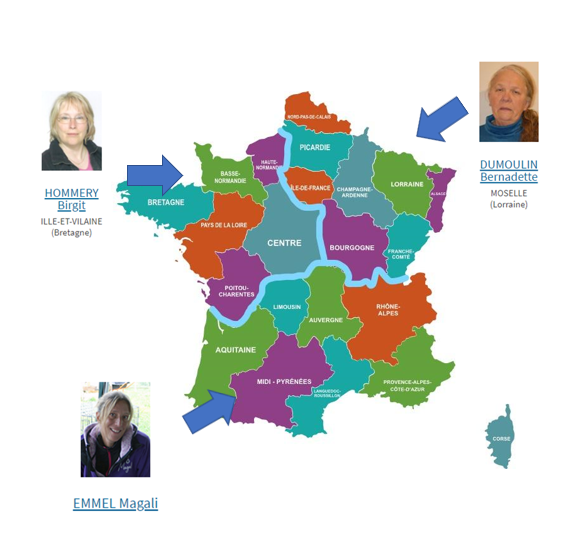 NORD-PAS-DE-CALAIS
PICARDIE
HAUTE-
NORMANDIE
BASSE-
NORMANDIE
ÎLE-DE-FRANCE
CHAMPAGNE-
ARDENNE
LORRAINE
ALSACE
BRETAGNE
PAYS DE LA LOIRE
CENTRE
BOURGOGNE
FRANCHE-
COMTÉ
POITOU-
CHARENTES
LIMOUSIN
AUVERGNE
RHÔNE-
ALPES
AQUITAINE
MIDI - PYRÉNÉES
LANGUEDOC-
ROUSSILLON
PROVENCE-ALPES-
CÔTE-D'AZUR
CORSE
HOMMERY
Birgit
ILLE-ET-VILAINE
(Bretagne)
DUMOULIN
Bernadette
MOSELLE
(Lorraine)
EMMEL Magali